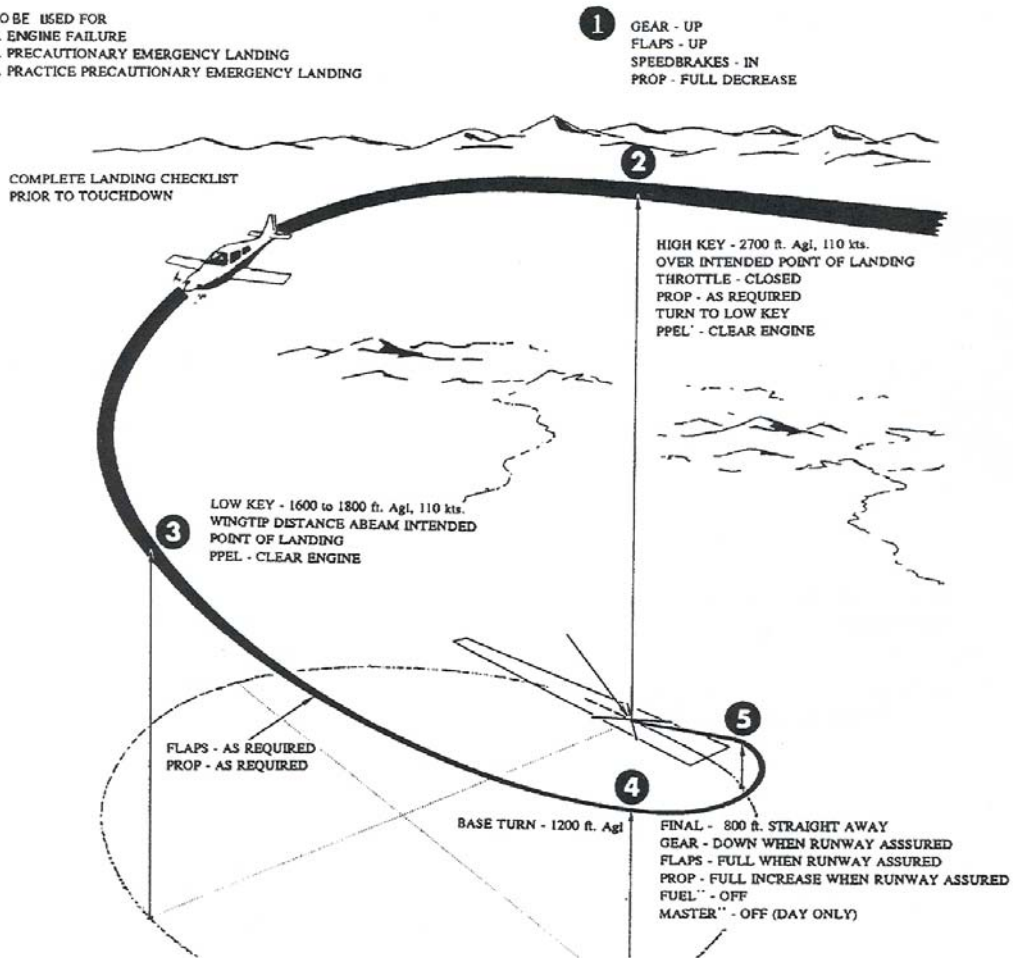 O BE USED FOR
. ENGINE FAILURE
. PRECAUTIONARY EMERGENCY LANDING
. PRACTICE PRECAUTIONARY EMERGENCY LANDING
1
GEAR - UP
FLAPS - UP
SPEEDBRAKES - IN
PROP - FULL DECREASE
COMPLETE LANDING CHECKLIST
PRIOR TO TOUCHDOWN
2
HIGH KEY - 2700 ft. Agl, 110 kts.
OVER INTENDED POINT OF LANDING
THROTTLE - CLOSED
PROP - AS REQUIRED
TURN TO LOW KEY
PPEL' - CLEAR ENGINE
3
LOW KEY - 1600 to 1800 ft. Agl, 110 kts.
WINGTIP DISTANCE ABEAM INTENDED
POINT OF LANDING
PPEL - CLEAR ENGINE
FLAPS - AS REQUIRED
PROP - AS REQUIRED
4
BASE TURN - 1200 ft. Agl
5
FINAL - 800 ft. STRAIGHT AWAY
GEAR - DOWN WHEN RUNWAY ASSSURED
FLAPS - FULL WHEN RUNWAY ASSURED
PROP - FULL INCREASE WHEN RUNWAY ASSURED
FUEL'' - OFF
MASTER'' - OFF (DAY ONLY)